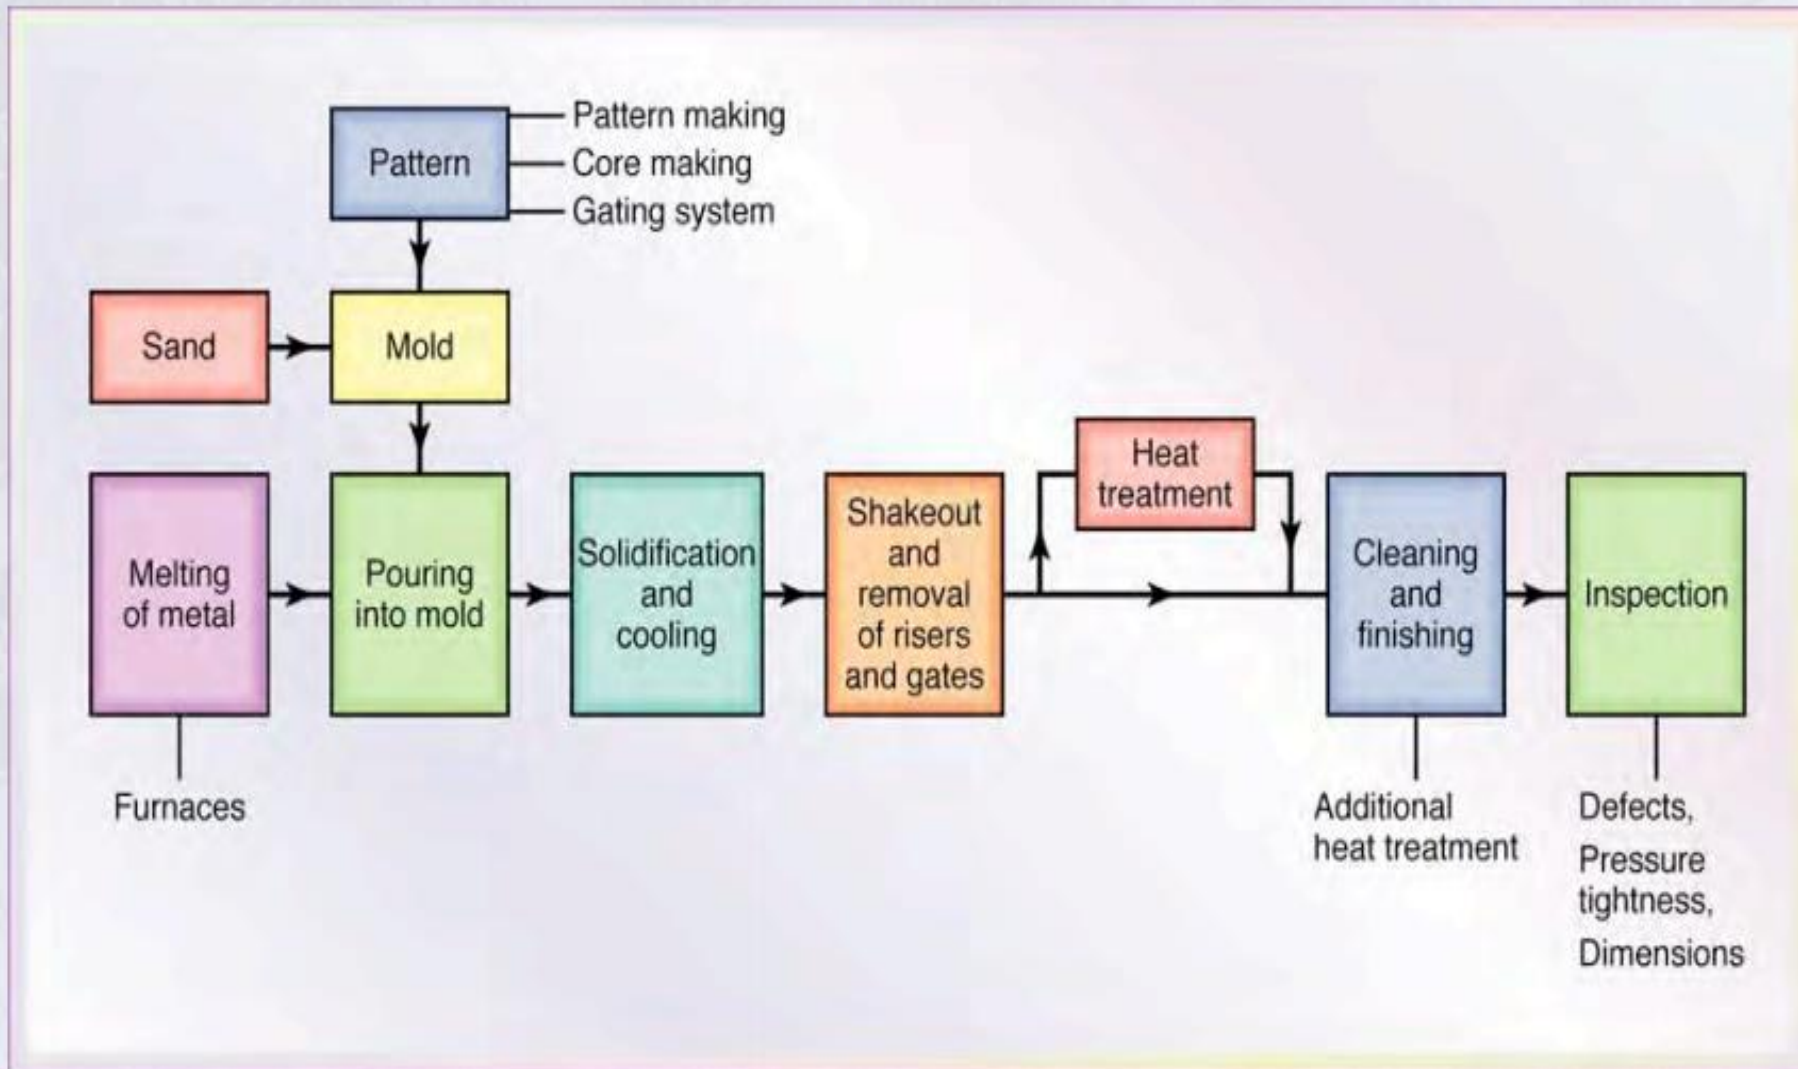 Pattern
Pattern making
Core making
Gating system
Sand
Mold
Melting
of metal
Furnaces
Pouring
into mold
Solidification
and
cooling
Shakeout
and
removal
of risers
and gates
Heat
treatment
Cleaning
and
finishing
Additional
heat treatment
Inspection
Defects,
Pressure
tightness,
Dimensions